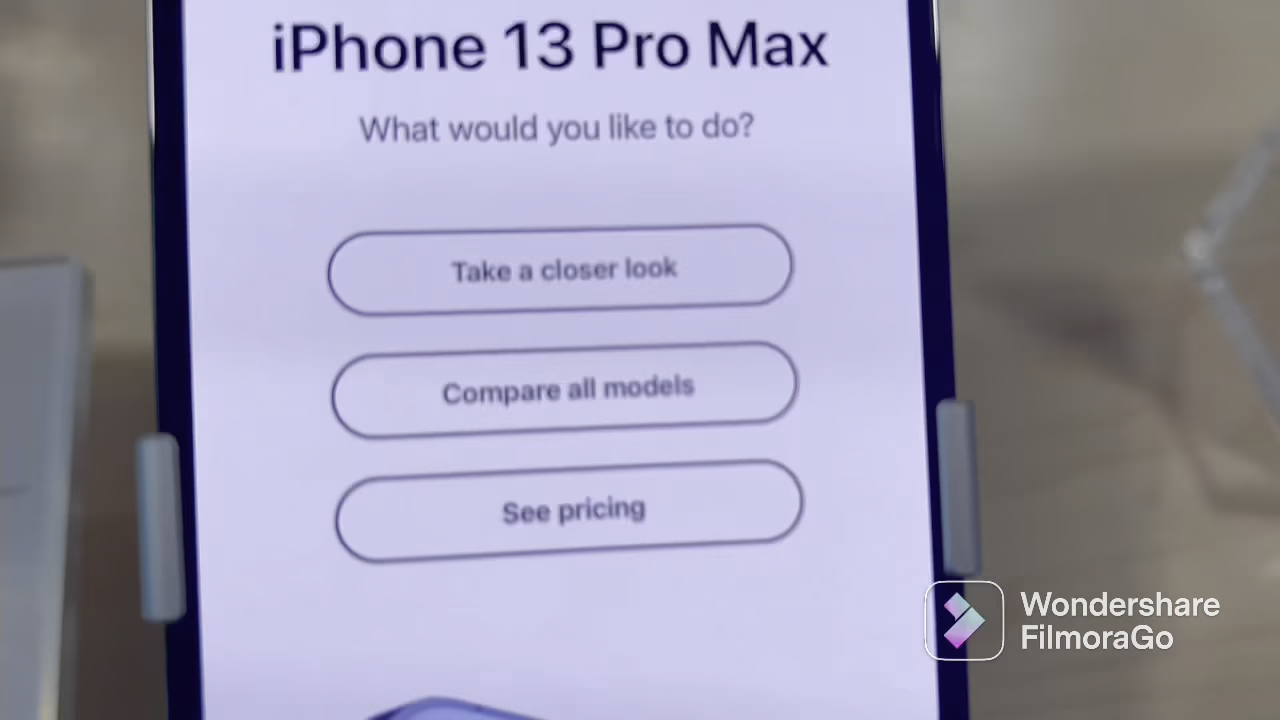 iPhone 13 Pro Max
What would you like to do?
Take a closer look
Compare all models
See pricing
Wondershare
FilmoraGo